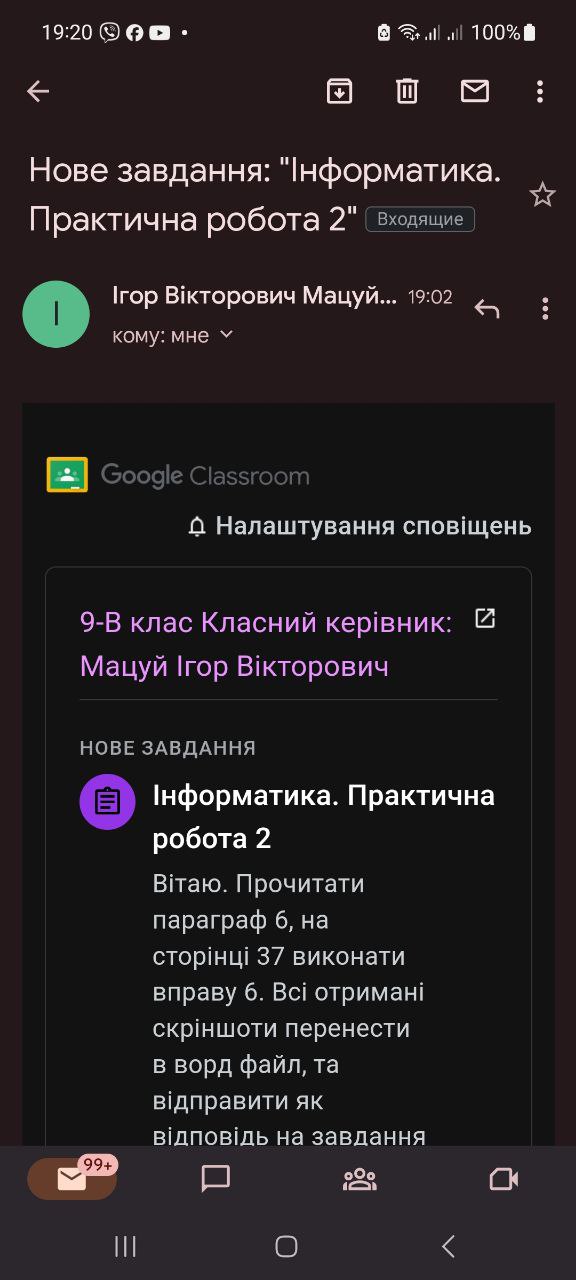 19:20
100%
Нове завдання: "Інформатика.
Практична робота 2" Входящие
Ігор Вікторович Мацуй... 19:02
І
кому: мне
Google Classroom
Налаштування сповіщень
9-В клас Класний керівник:
Мацуй Ігор Вікторович
НОВЕ ЗАВДАННЯ
Інформатика. Практична
робота 2
Вітаю. Прочитати
параграф 6, на
сторінці 37 виконати
вправу 6. Всі отримані
скріншоти перенести
в ворд файл, та
відправити як
відповідь на завдання
99+